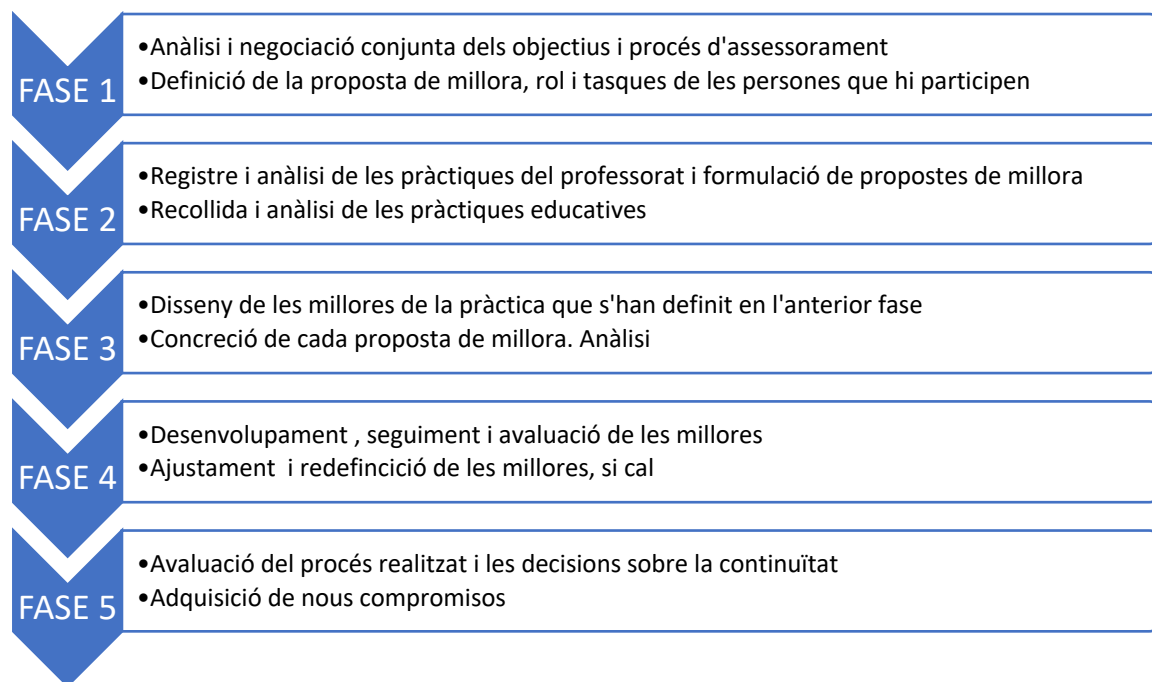 FASE 1
•Anàlisi i negociació conjunta dels objectius i procés d'assessorament
•Definició de la proposta de millora, rol i tasques de les persones que hi participen
FASE 2
•Registre i anàlisi de les pràctiques del professorat i formulació de propostes de millora
•Recollida i anàlisi de les pràctiques educatives
FASE 3
•Disseny de les millores de la pràctica que s'han definit en l'anterior fase
•Concreció de cada proposta de millora. Anàlisi
FASE 4
•Desenvolupament , seguiment i avaluació de les millores
•Ajustament  i redefincició de les millores, si cal
FASE 5
•Avaluació del procés realitzat i les decisions sobre la continuïtat
•Adquisició de nous compromisos